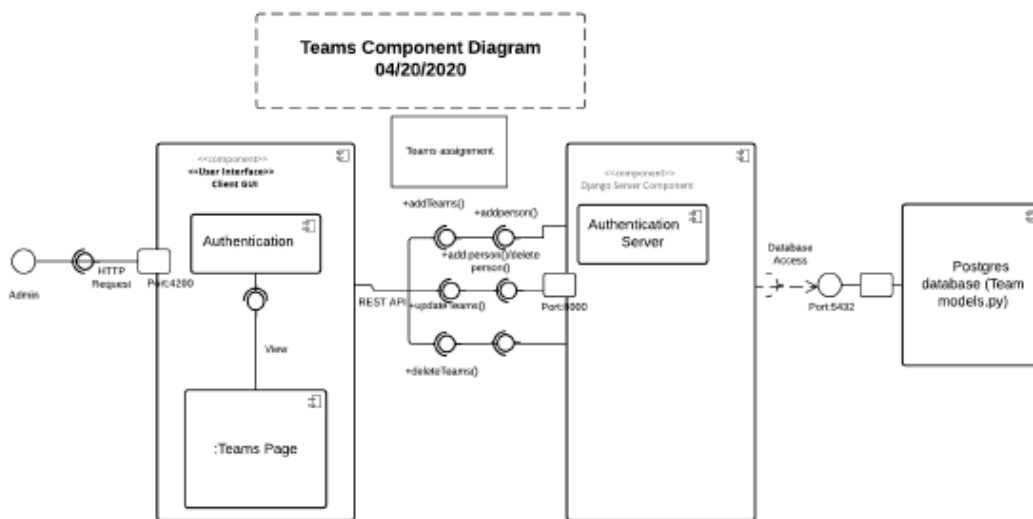 Teams Component Diagram
04/20/2020
Teams assignment
<<component>>
<<User Interface>>
Client GUI
Authentication
View
:Teams Page
Admin
HTTP
Request
Port:4200
REST API
+addTeams()
+addperson()
+add person()/delete
person()
+updateTeams()
+deleteTeams()
<<component>>
Django Server Component
Authentication
Server
Database
Access
Port:5432
Postgres
database (Team
models.py)